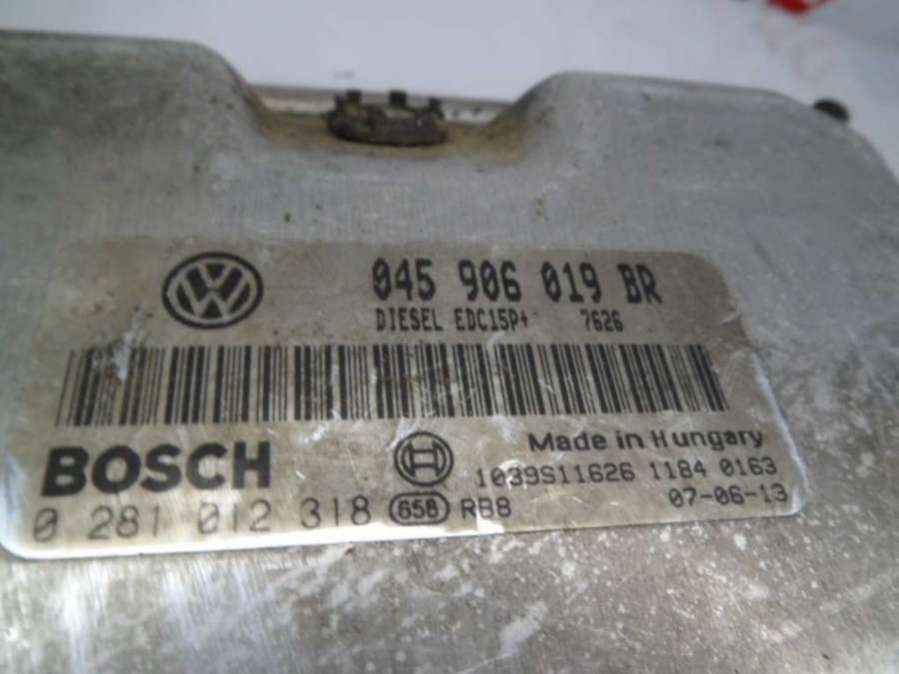 VW
045 906 019 BR
DIESEL EDC15P+ 7626
BOSCH
Made in Hungary
1039S11626 1184 0163
0 281 012 318 658 RB8
07-06-13